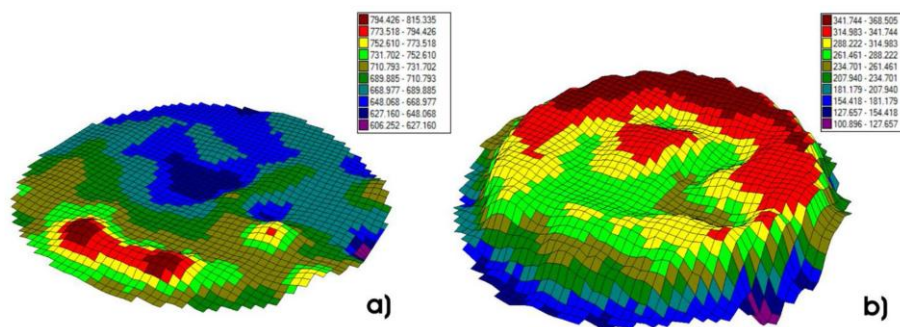 794.426 - 815.335
773.518 - 794.426
752.610 - 773.518
731.702 - 752.610
710.793 - 731.702
689.885 - 710.793
668.977 - 689.885
648.068 - 668.977
627.160 - 648.068
606.252 - 627.160
a)
341.744 - 368.505
314.983 - 341.744
288.222 - 314.983
261.461 - 288.222
234.701 - 261.461
207.940 - 234.701
181.179 - 207.940
154.418 - 181.179
127.657 - 154.418
100.896 - 127.657
b)